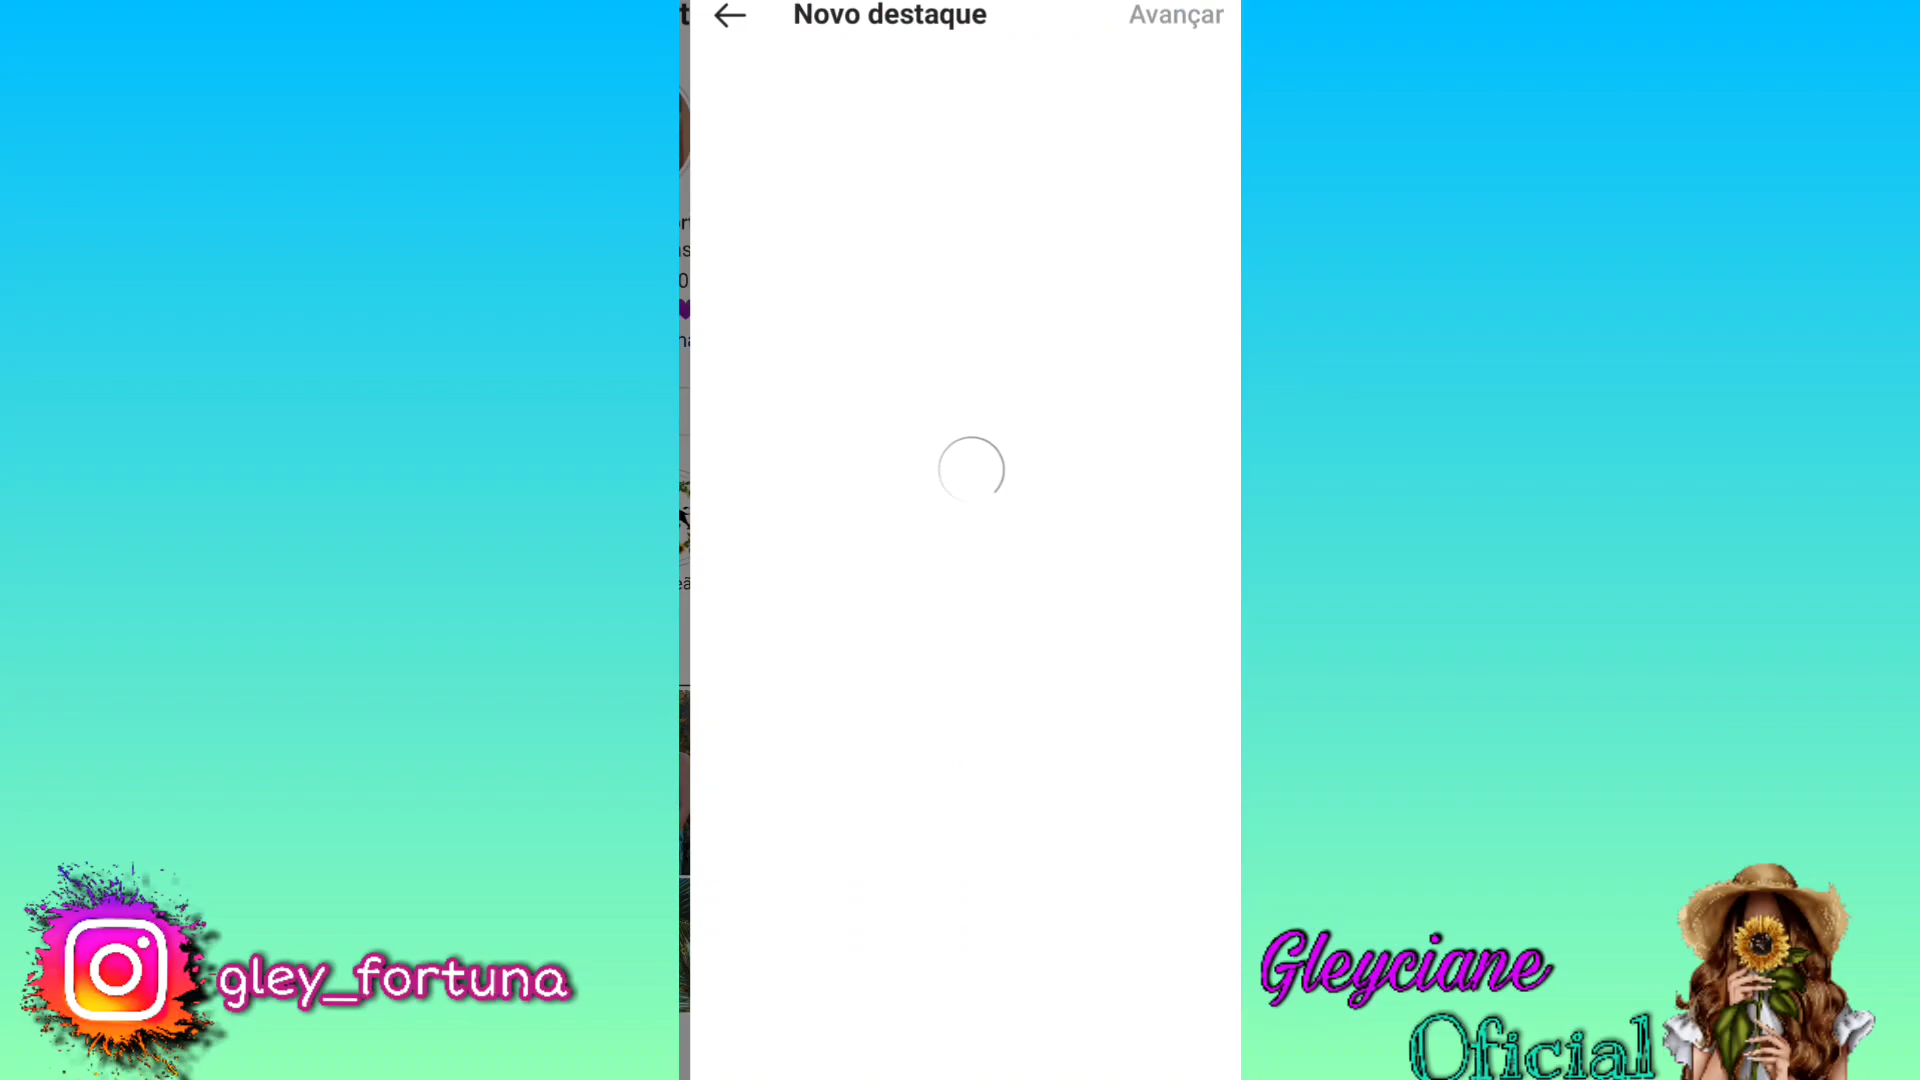 Novo destaque
Avançar
gley_fortuna
Gleyciane
Oficial